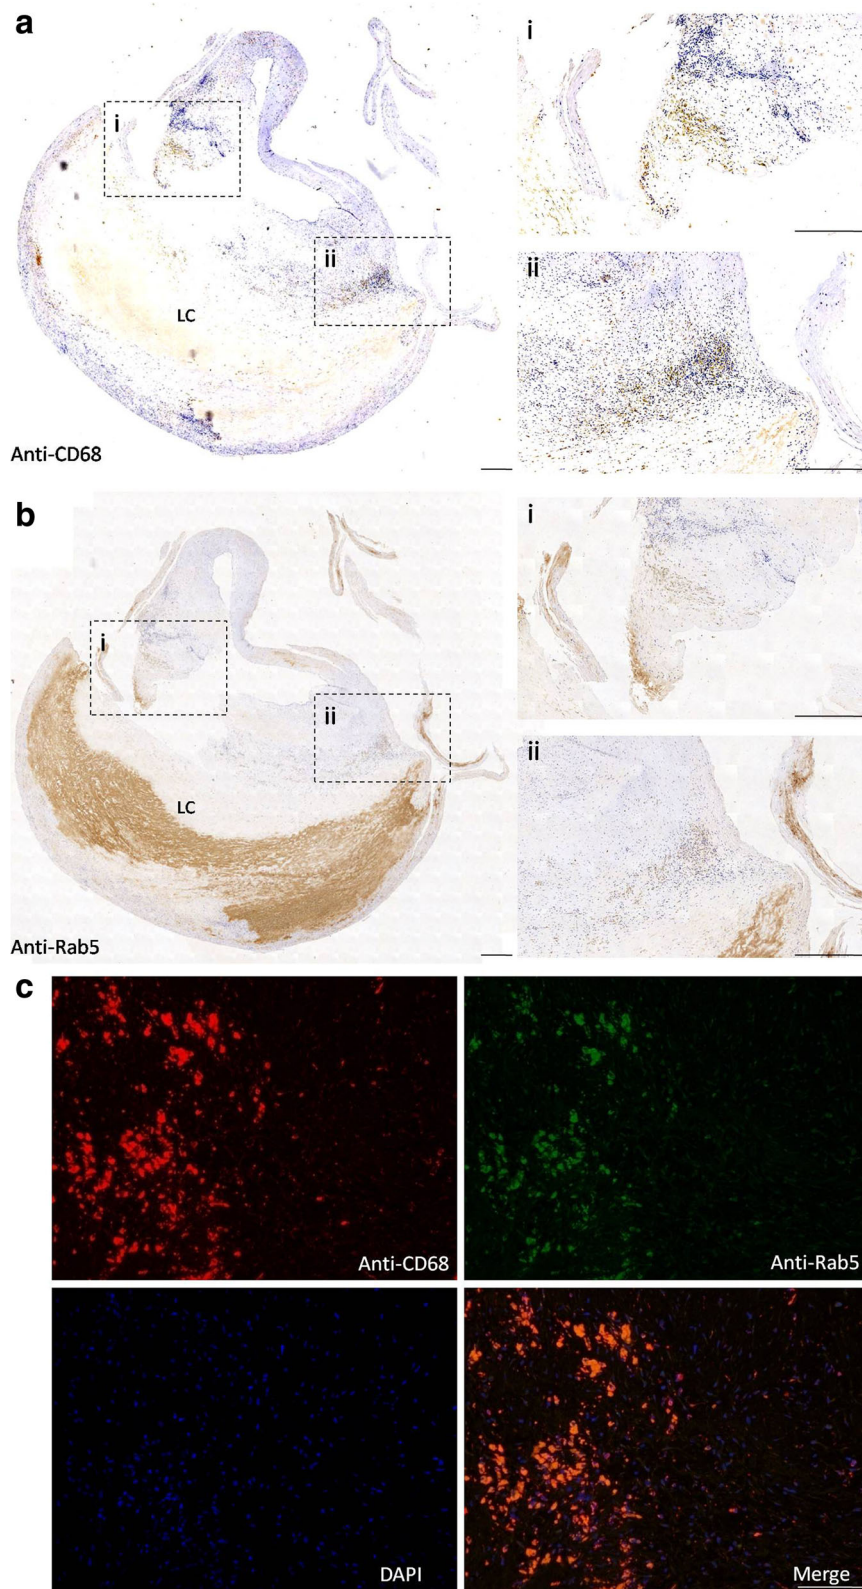 a
i
i
ii
LC
ii
Anti-CD68
b
i
i
ii
LC
ii
Anti-Rab5
c
Anti-CD68
Anti-Rab5
DAPI
Merge